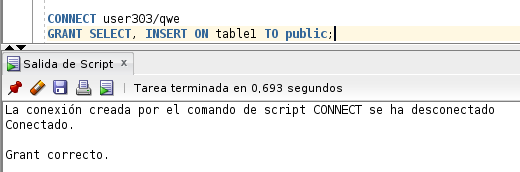 CONNECT user303/qwe
GRANT SELECT, INSERT ON table1 TO public;
Salida de Script x
Tarea terminada en 0,693 segundos
La conexión creada por el comando de script CONNECT se ha desconectado
Conectado.
Grant correcto.